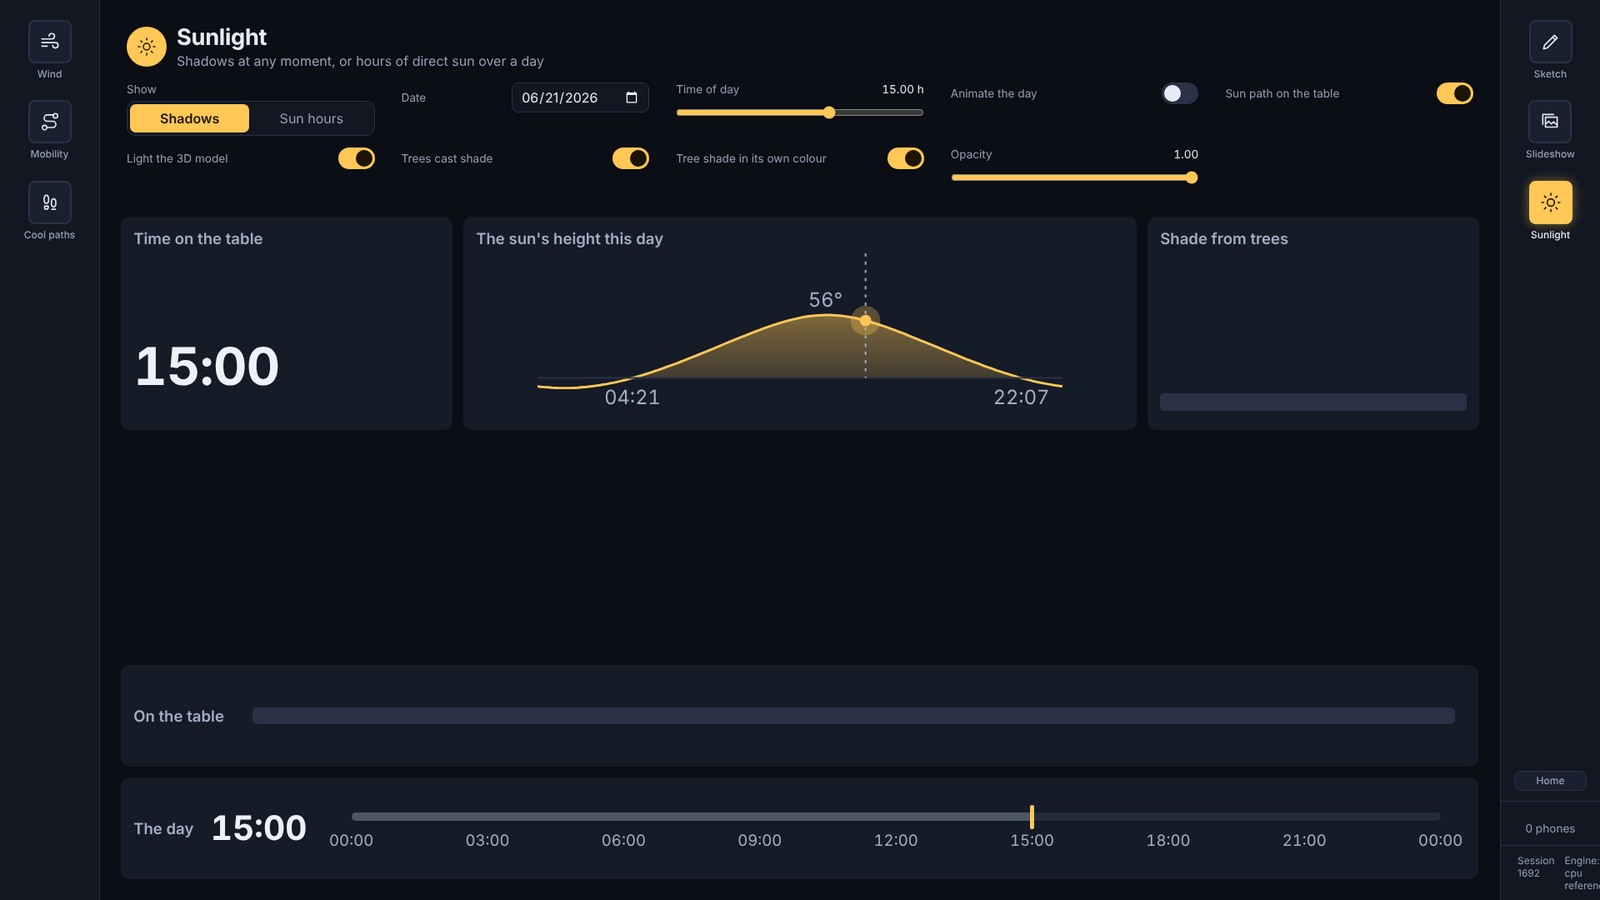 Wind
Mobility
Cool paths
Sunlight
Shadows at any moment, or hours of direct sun over a day
Show
Shadows
Sun hours
Date
06/21/2026
Time of day
15.00 h
Animate the day
Sun path on the table
Light the 3D model
Trees cast shade
Tree shade in its own colour
Opacity
1.00
Time on the table
15:00
The sun's height this day
56°
04:21
22:07
Shade from trees
On the table
The day
15:00
00:00
03:00
06:00
09:00
12:00
15:00
18:00
21:00
00:00
Sketch
Slideshow
Sunlight
Home
0 phones
Session
1692
Engine:
cpu
referen